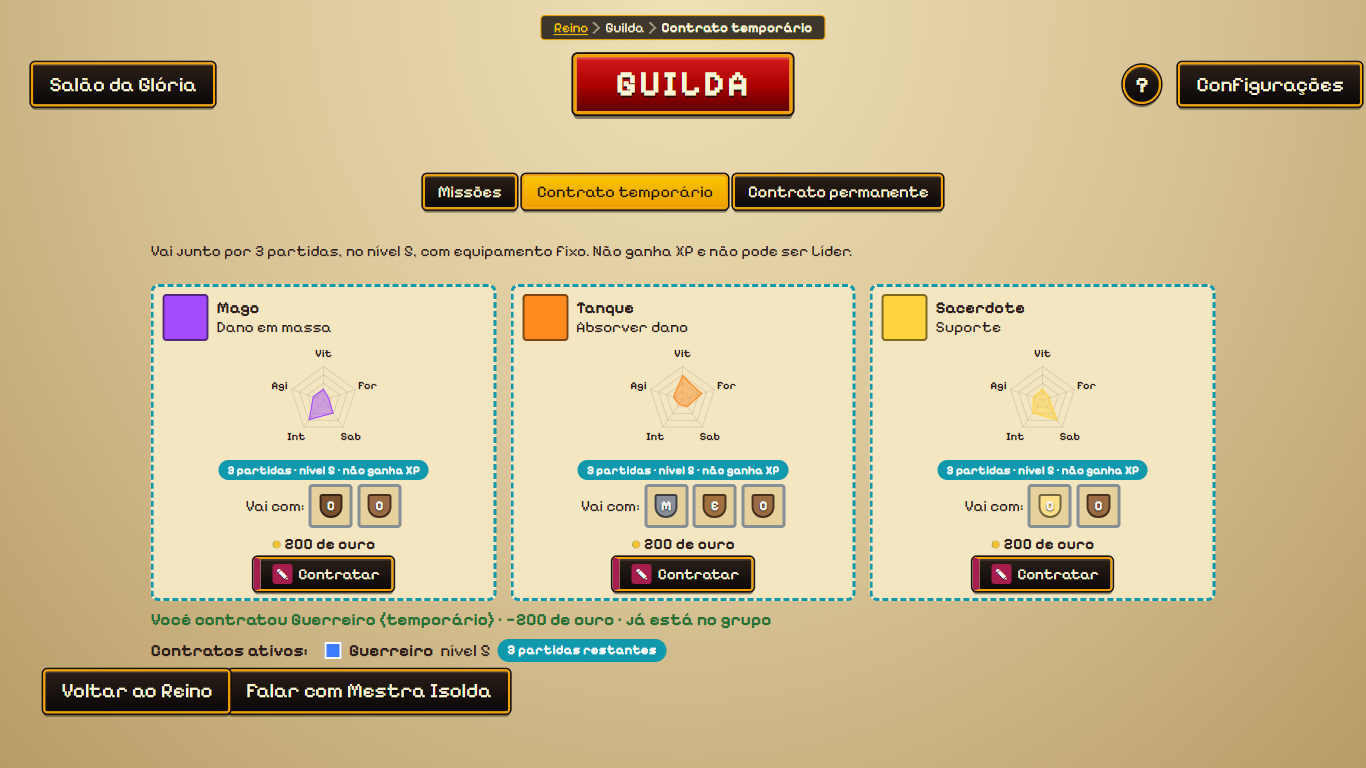 Reino > Guilda > Contrato temporário
Salão da Glória
GUILDA
?
Configurações
Missões
Contrato temporário
Contrato permanente
Vai junto por 3 partidas, no nível S, com equipamento fixo. Não ganha XP e não pode ser Líder.
Mago
Dano em massa
Vit
Agi
For
Int
Sab
3 partidas · nível S · não ganha XP
Vai com: O O
200 de ouro
Contratar
Tanque
Absorver dano
Vit
Agi
For
Int
Sab
3 partidas · nível S · não ganha XP
Vai com: M E O
200 de ouro
Contratar
Sacerdote
Suporte
Vit
Agi
For
Int
Sab
3 partidas · nível S · não ganha XP
Vai com: O O
200 de ouro
Contratar
Você contratou Guerreiro (temporário) · -200 de ouro · Já está no grupo
Contratos ativos: Guerreiro nível S 3 partidas restantes
Voltar ao Reino
Falar com Mestra Isolda